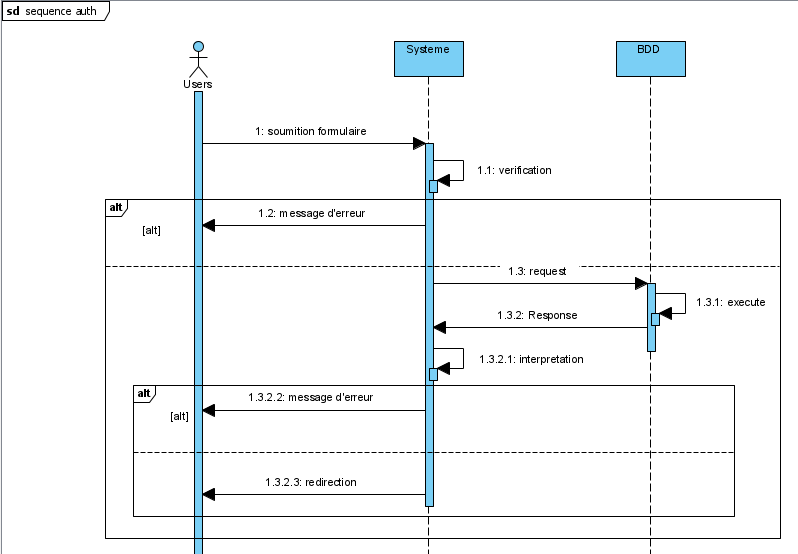 sd sequence auth
Users
Systeme
BDD
1: soumition formulaire
1.1: verification
alt
1.2: message d'erreur
[alt]
1.3: request
1.3.1: execute
1.3.2: Response
1.3.2.1: interpretation
alt
1.3.2.2: message d'erreur
[alt]
1.3.2.3: redirection